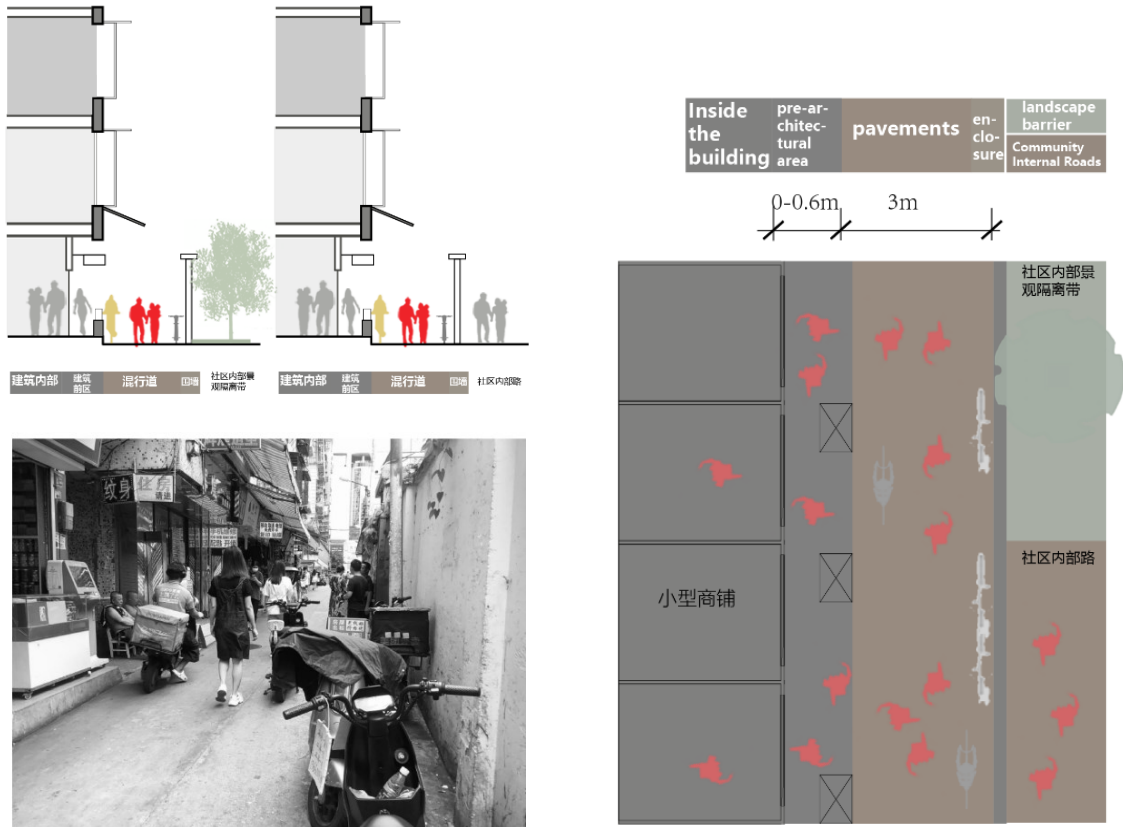 建筑内部
建筑
前区
混行道
围墙
社区内部景
观隔离带
建筑内部
建筑
前区
混行道
围墙
社区内部路
纹身
住房
Inside
the
building
pre-ar-
chitec-
tural
area
pavements
en-
clo-
sure
landscape
barrier
Community
Internal Roads
0-0.6m
3m
社区内部景
观隔离带
小型商铺
社区内部路